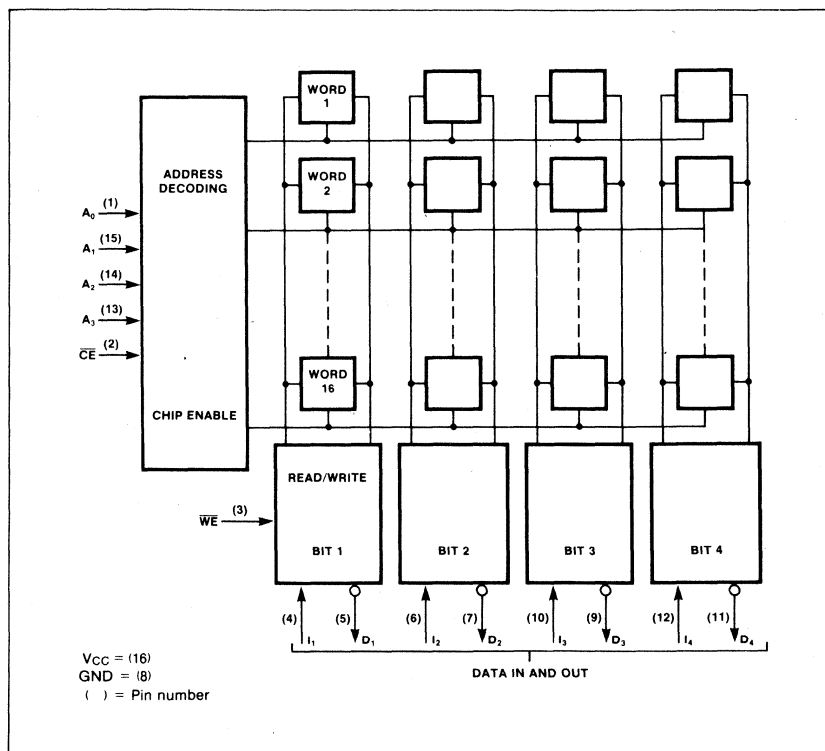 WORD
1
ADDRESS
DECODING
WORD
2
A₀ (1)
A₁ (15)
A₂ (14)
A₃ (13)
C̅E̅ (2)
WORD
16
CHIP ENABLE
READ/WRITE
W̅E̅ (3)
BIT 1 BIT 2 BIT 3 BIT 4
(4) I₁ (5) D₁ (6) I₂ (7) D₂ (10) I₃ (9) D₃ (12) I₄ (11) D₄
DATA IN AND OUT
VCC = (16)
GND = (8)
( ) = Pin number